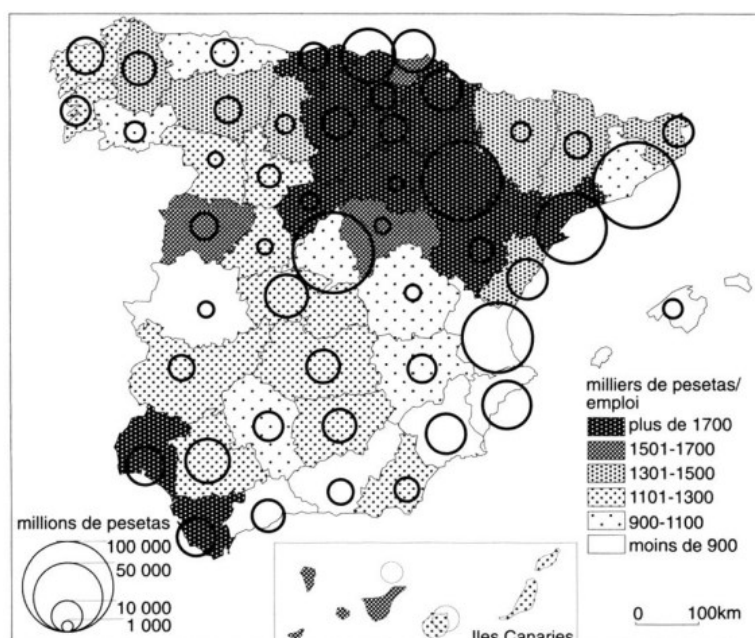 milliers de pesetas/
emploi
plus de 1700
1501-1700
1301-1500
1101-1300
900-1100
moins de 900
millions de pesetas
100 000
50 000
10 000
1 000
Iles Canaries
0 100km